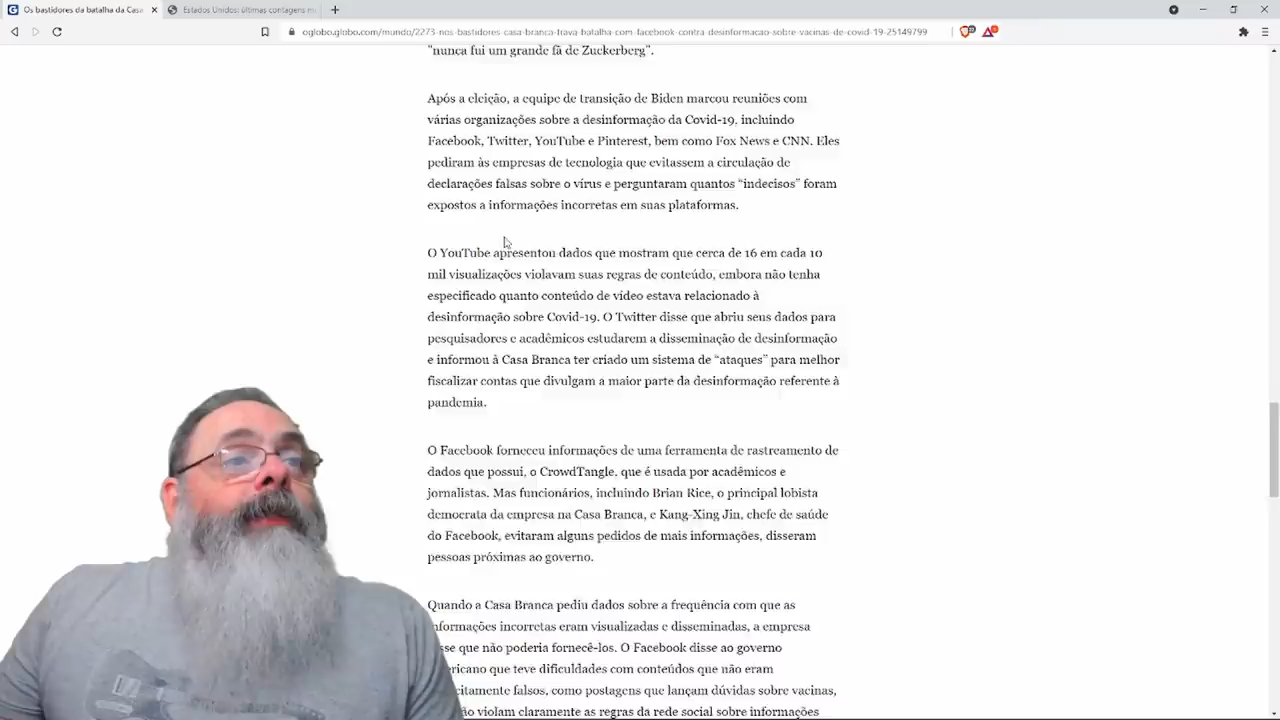 Os bastidores da batalha da Casa
Estados Unidos: últimas contagens m
oglobo.globo.com/mundo/2273-nos-bastidores-casa-branca-trava-batalha-com-facebook-contra-desinformacao-sobre-vacinas-de-covid-19-25149799
"nunca fui um grande fã de Zuckerberg".
Após a eleição, a equipe de transição de Biden marcou reuniões com
várias organizações sobre a desinformação da Covid-19, incluindo
Facebook, Twitter, YouTube e Pinterest, bem como Fox News e CNN. Eles
pediram às empresas de tecnologia que evitassem a circulação de
declarações falsas sobre o vírus e perguntaram quantos “indecisos” foram
expostos a informações incorretas em suas plataformas.
O YouTube apresentou dados que mostram que cerca de 16 em cada 10
mil visualizações violavam suas regras de conteúdo, embora não tenha
especificado quanto conteúdo de vídeo estava relacionado à
desinformação sobre Covid-19. O Twitter disse que abriu seus dados para
pesquisadores e acadêmicos estudarem a disseminação de desinformação
e informou à Casa Branca ter criado um sistema de “ataques” para melhor
fiscalizar contas que divulgam a maior parte da desinformação referente à
pandemia.
O Facebook forneceu informações de uma ferramenta de rastreamento de
dados que possui, o CrowdTangle, que é usada por acadêmicos e
jornalistas. Mas funcionários, incluindo Brian Rice, o principal lobista
democrata da empresa na Casa Branca, e Kang-Xing Jin, chefe de saúde
do Facebook, evitaram alguns pedidos de mais informações, disseram
pessoas próximas ao governo.
Quando a Casa Branca pediu dados sobre a frequência com que as
nformações incorretas eram visualizadas e disseminadas, a empresa
sse que não poderia fornecê-los. O Facebook disse ao governo
ericano que teve dificuldades com conteúdos que não eram
citamente falsos, como postagens que lançam dúvidas sobre vacinas,
ão violam claramente as regras da rede social sobre informações